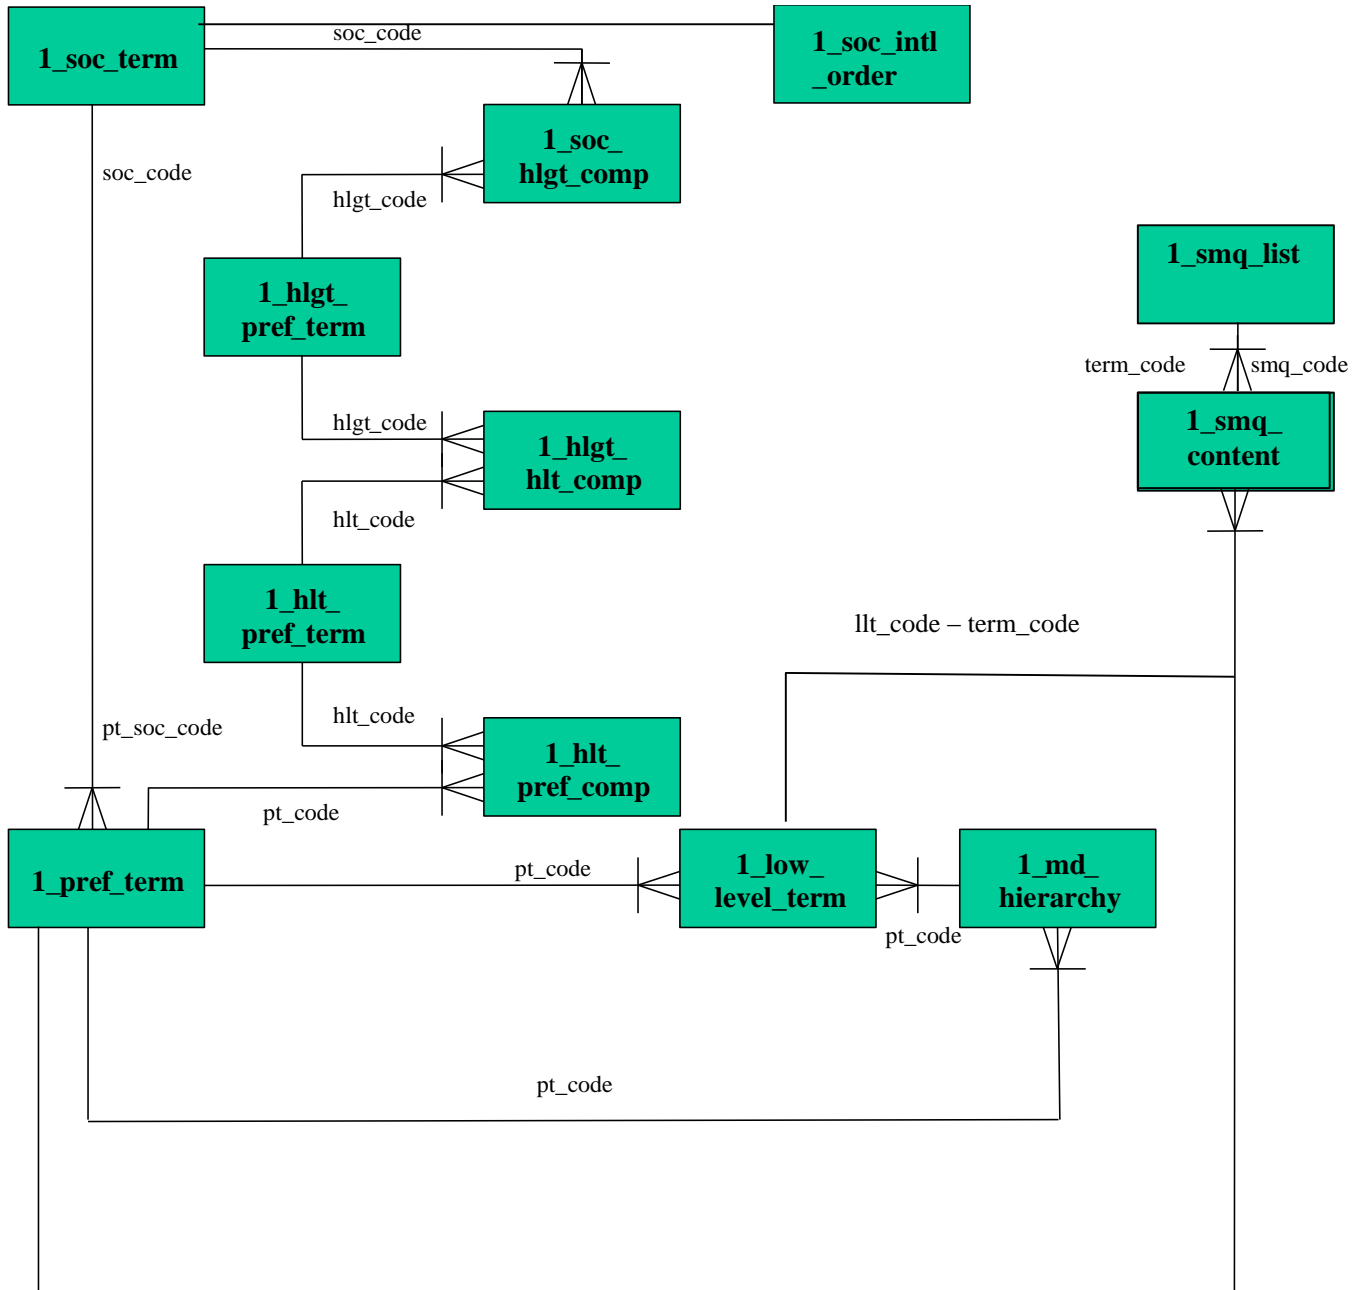 soc_code
1_soc_term
1_soc_intl
_order
1_soc_
hlgt_comp
soc_code
hlgt_code
1_smq_list
1_hlgt_
pref_term
term_code
smq_code
hlgt_code
1_hlgt_
hlt_comp
1_smq_
content
hlt_code
1_hlt_
pref_term
llt_code – term_code
hlt_code
pt_soc_code
1_hlt_
pref_comp
pt_code
1_pref_term
pt_code
1_low_
level_term
1_md_
hierarchy
pt_code
pt_code